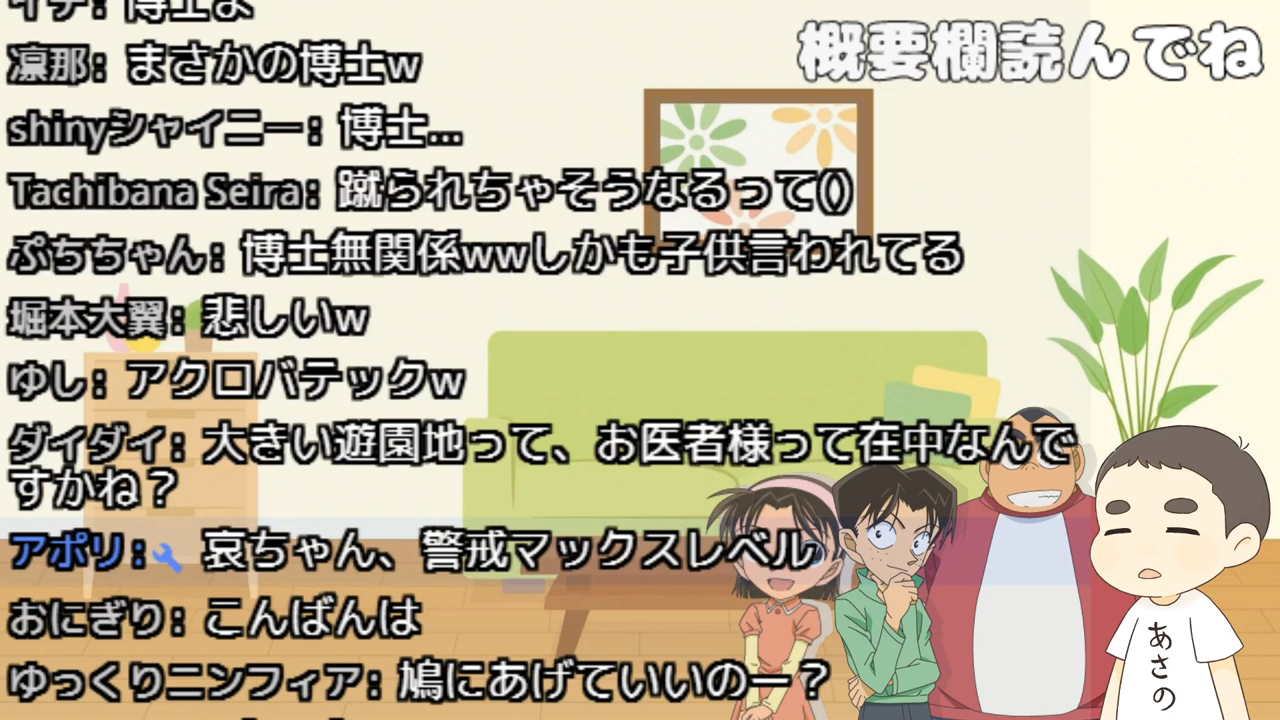 イチ: 博士よ
概要欄読んでね
凛那: まさかの博士w
shinyシャイニー: 博士...
Tachibana Seira: 蹴られちゃそうなるって()
ぷちちゃん: 博士無関係wwしかも子供言われてる
堀本大翼: 悲しいw
ゆし: アクロバテックw
ダイダイ: 大きい遊園地って、お医者様って在中なんで
すかね？
アポリ: 哀ちゃん、警戒マックスレベル
おにぎり: こんばんは
ゆっくりニンフィア: 鳩にあげていいのー？
あさの